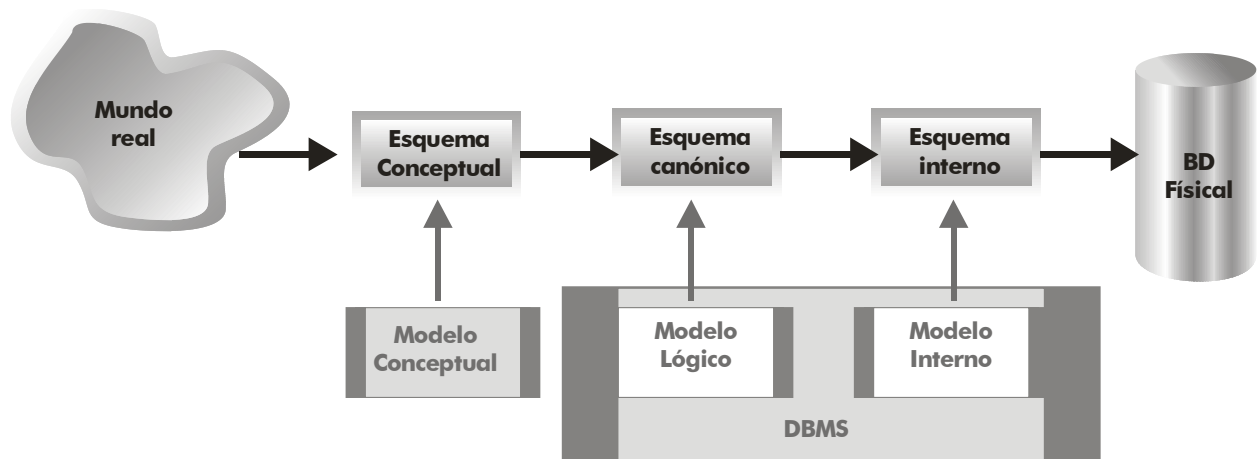 Mundo
real
Esquema
Conceptual
Esquema
canónico
Esquema
interno
BD
Físical
Modelo
Conceptual
Modelo
Lógico
Modelo
Interno
DBMS